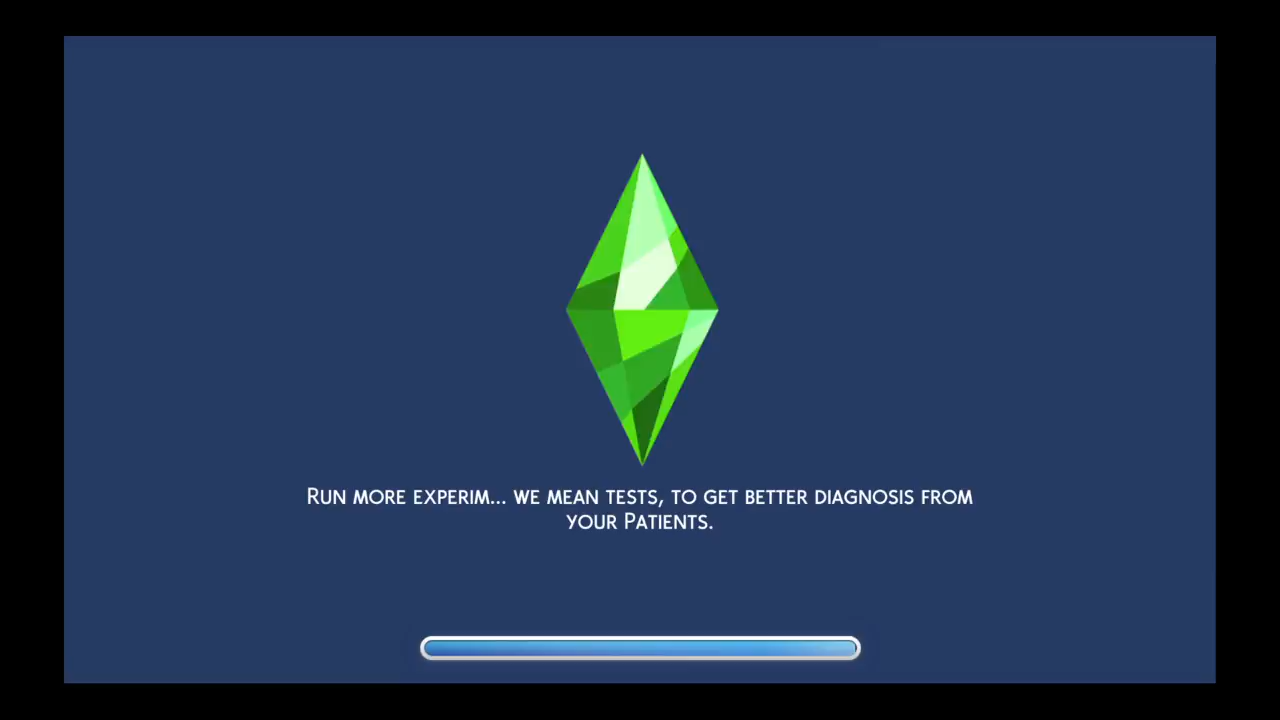 Run more experim... we mean tests, to get better diagnosis from
your Patients.